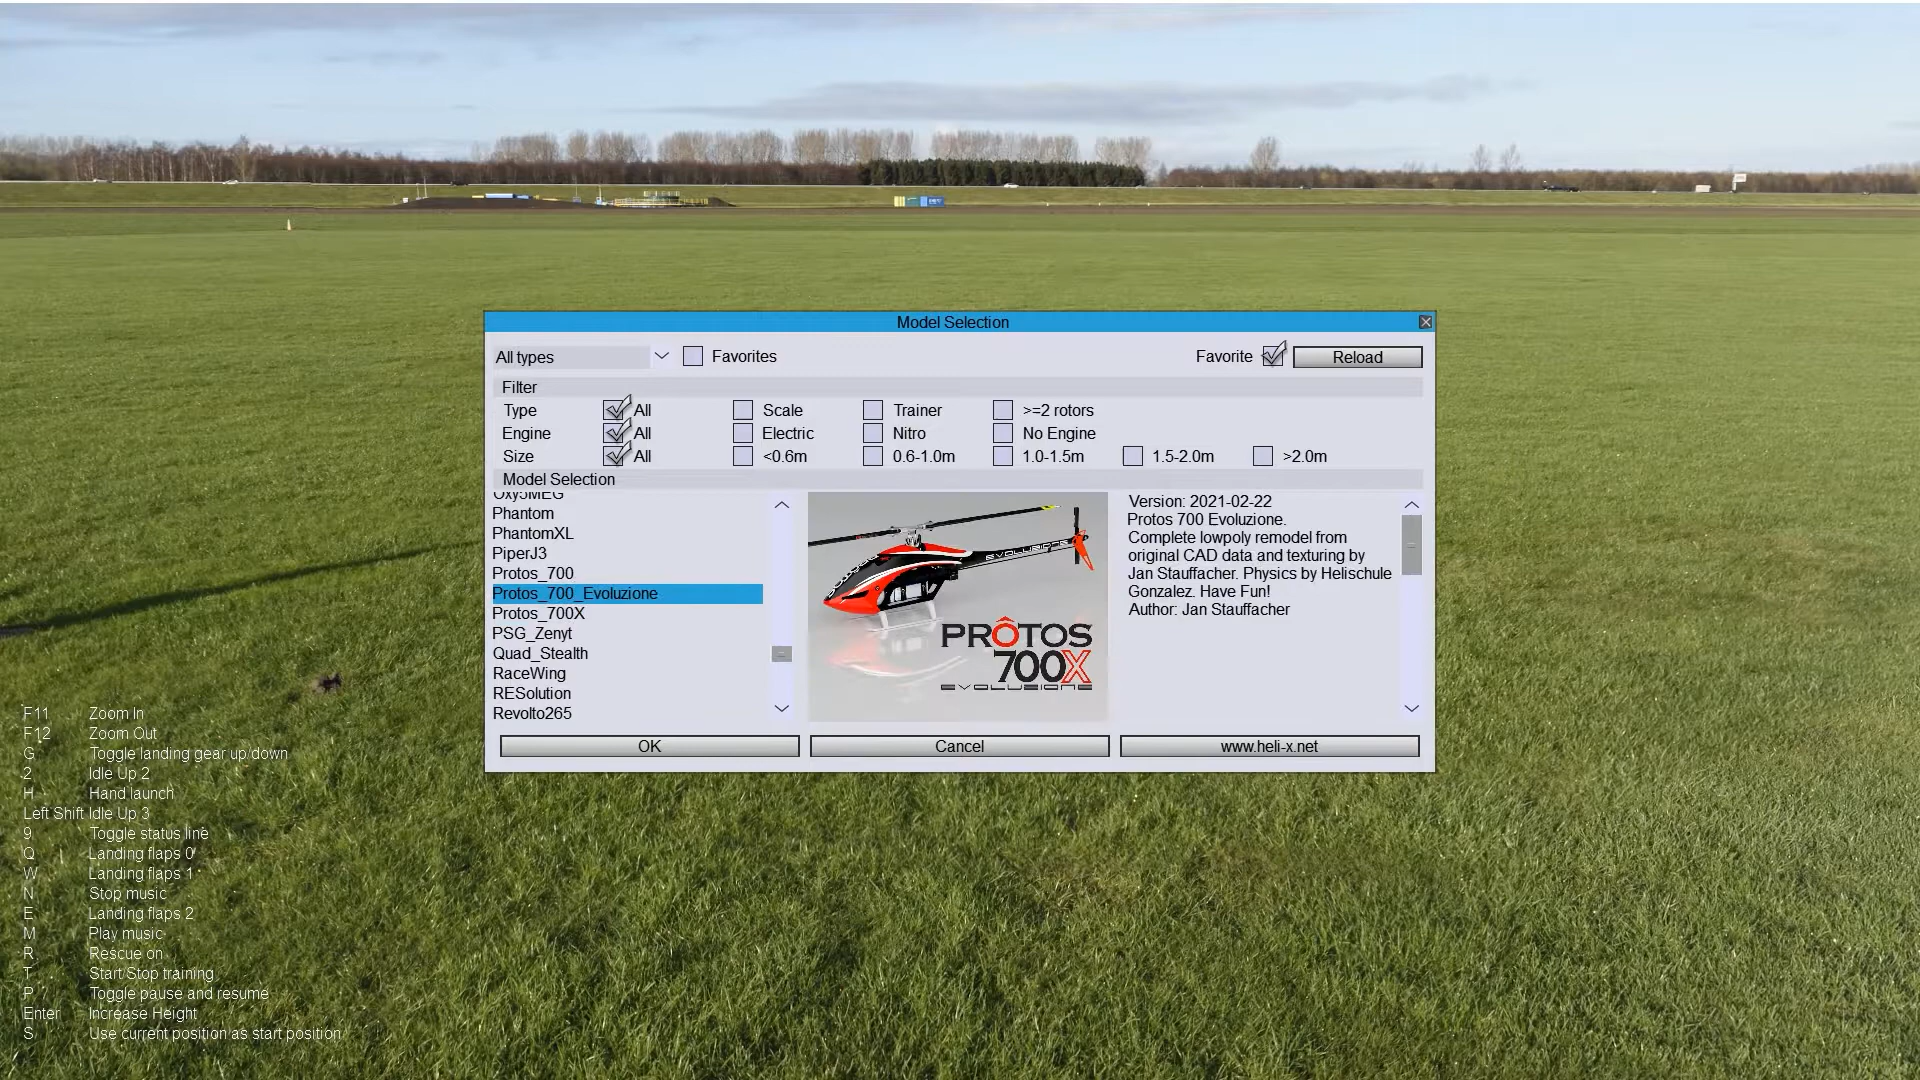 Model Selection
All types
Favorites
Favorite
Reload
Filter
Type All Scale Trainer >=2 rotors
Engine All Electric Nitro No Engine
Size All <0.6m 0.6-1.0m 1.0-1.5m 1.5-2.0m >2.0m
Model Selection
Oxy5MEG
Phantom
PhantomXL
PiperJ3
Protos_700
Protos_700_Evoluzione
Protos_700X
PSG_Zenyt
Quad_Stealth
RaceWing
RESolution
Revolto265
EVOLUZIONE
PRÔTOS
700X
EVOLUZIONE
Version: 2021-02-22
Protos 700 Evoluzione.
Complete lowpoly remodel from
original CAD data and texturing by
Jan Stauffacher. Physics by Helischule
Gonzalez. Have Fun!
Author: Jan Stauffacher
OK
Cancel
www.heli-x.net
F11 Zoom In
F12 Zoom Out
G Toggle landing gear up/down
2 Idle Up 2
H Hand launch
Left Shift Idle Up 3
9 Toggle status line
Q Landing flaps 0
W Landing flaps 1
N Stop music
E Landing flaps 2
M Play music
R Rescue on
T Start/Stop training
P Toggle pause and resume
Enter Increase Height
S Use current position as start position